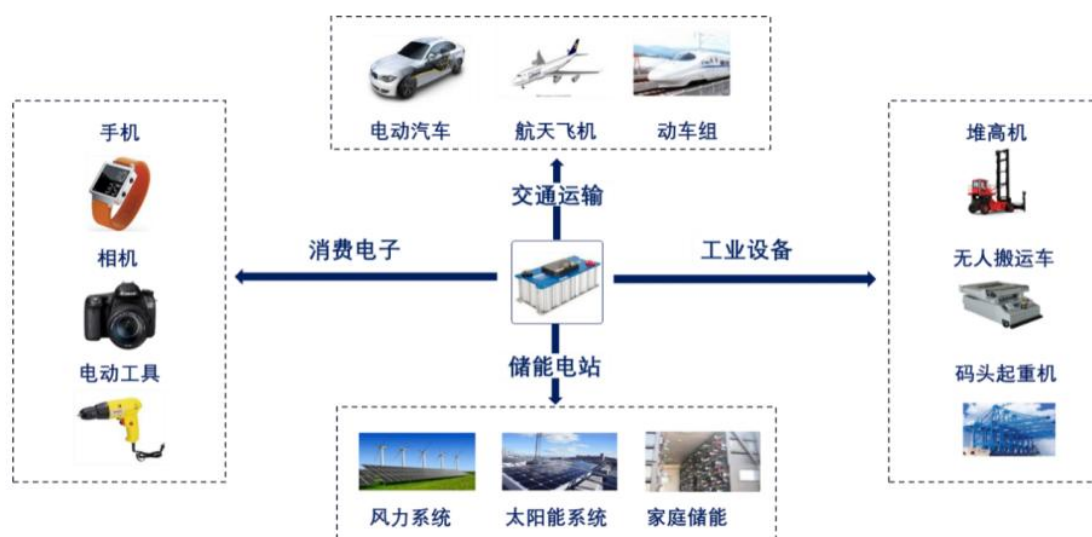 电动汽车
航天飞机
动车组
手机
相机
电动工具
交通运输
消费电子
工业设备
储能电站
堆高机
无人搬运车
码头起重机
风力系统
太阳能系统
家庭储能